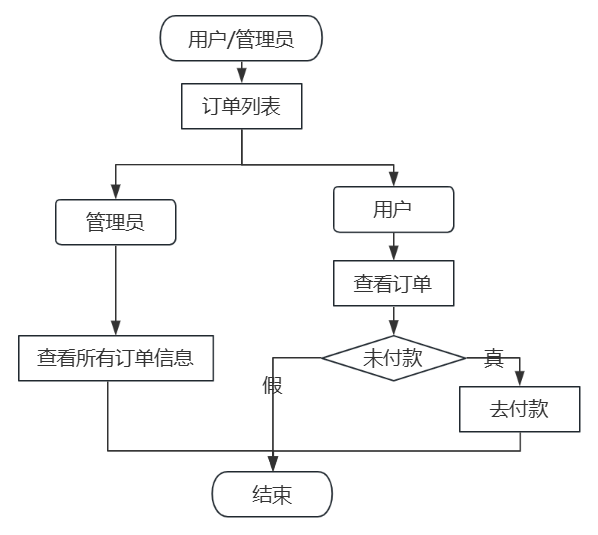 用户/管理员
订单列表
管理员
用户
查看订单
查看所有订单信息
未付款
真
假
去付款
结束